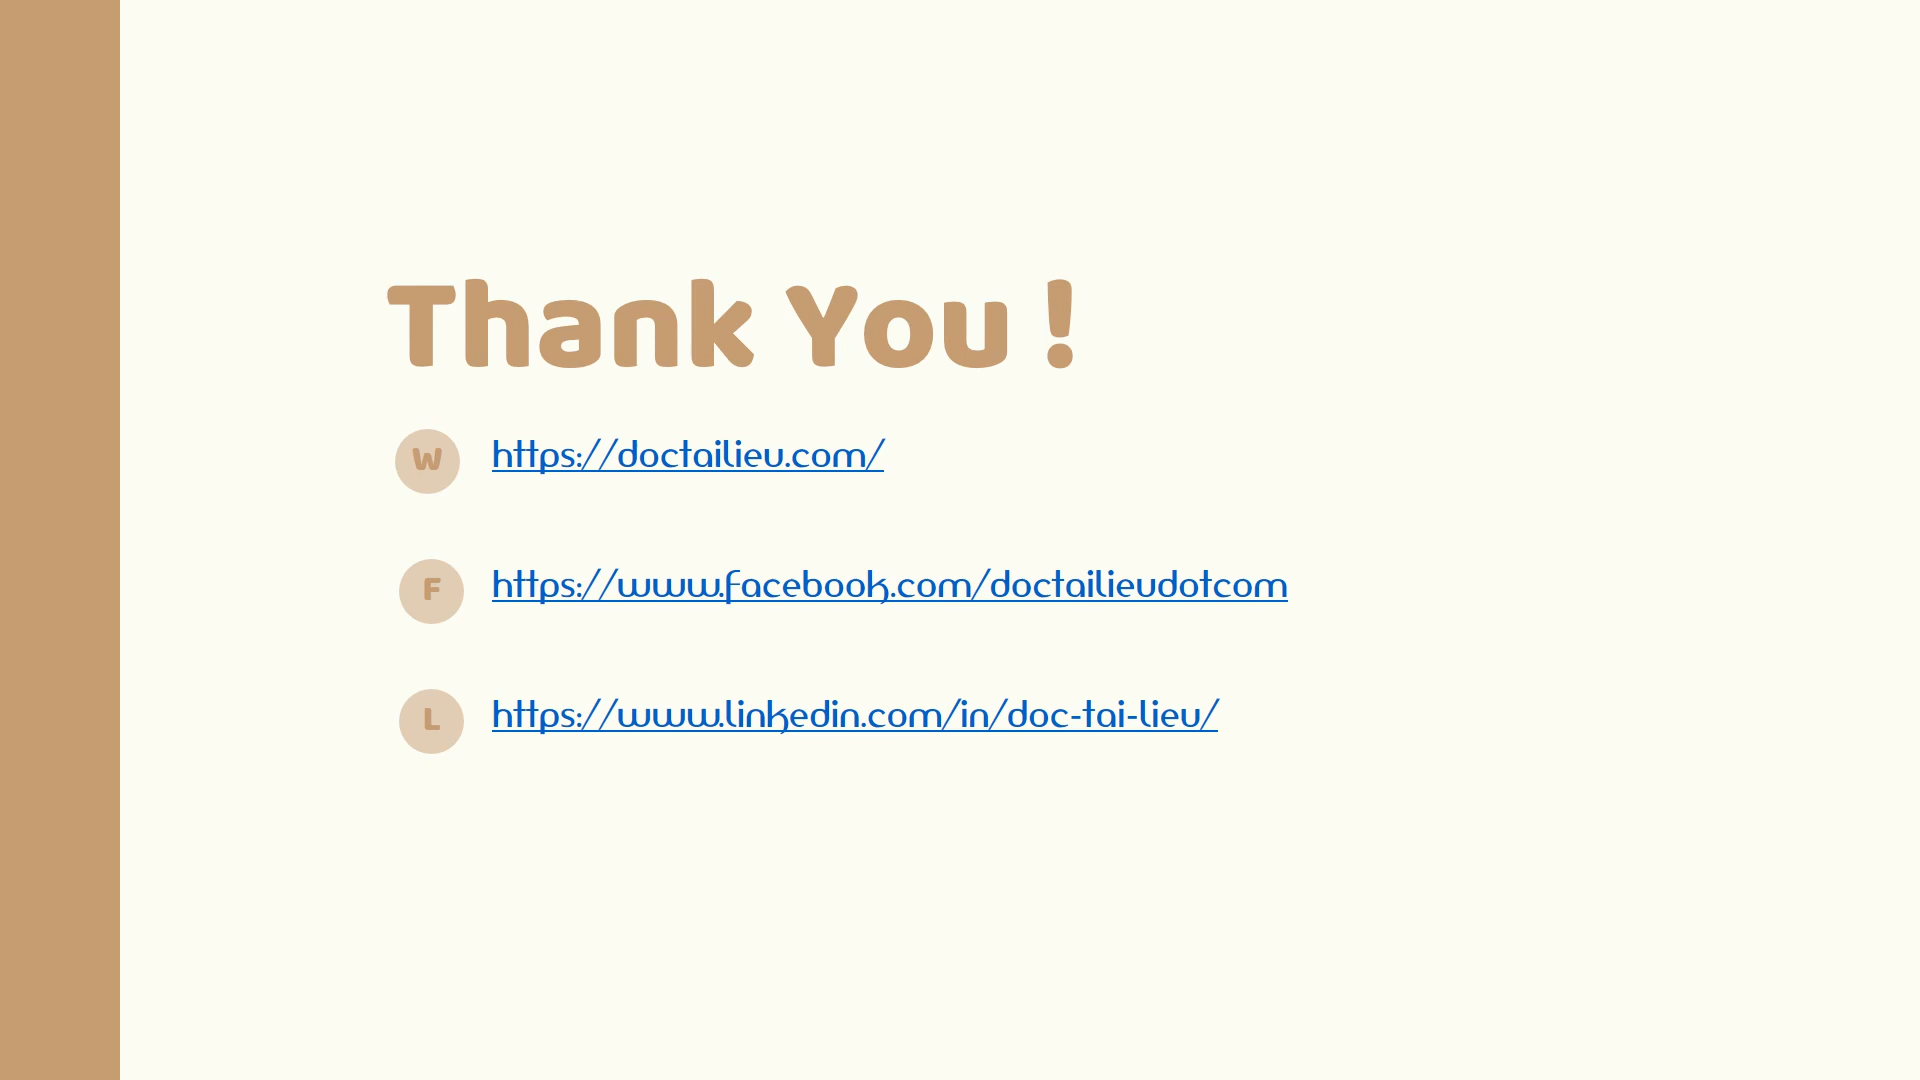 Thank You !
W https://doctailieu.com/
F https://www.facebook.com/doctailieudotcom
L https://www.linkedin.com/in/doc-tai-lieu/